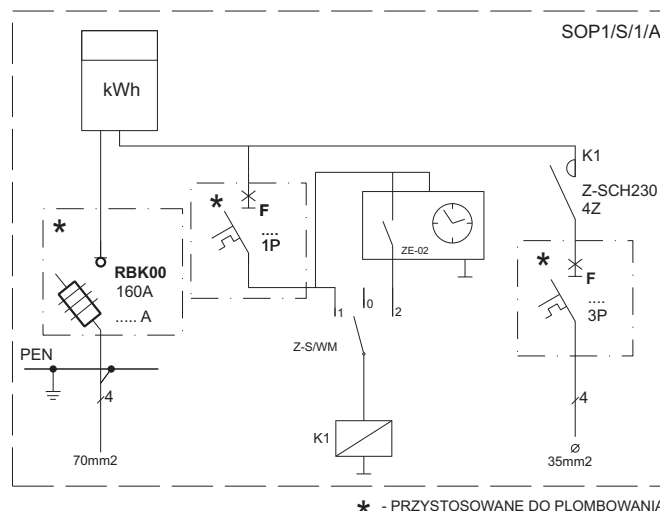 SOP1/S/1/A
kWh
K1
Z-SCH230
4Z
*
RBK00
160A
..... A
*
F
....
1P
ZE-02
*
F
....
3P
1
0
2
Z-S/WM
PEN
4
K1
4
70mm2
35mm2
* - PRZYSTOSOWANE DO PLOMBOWANIA